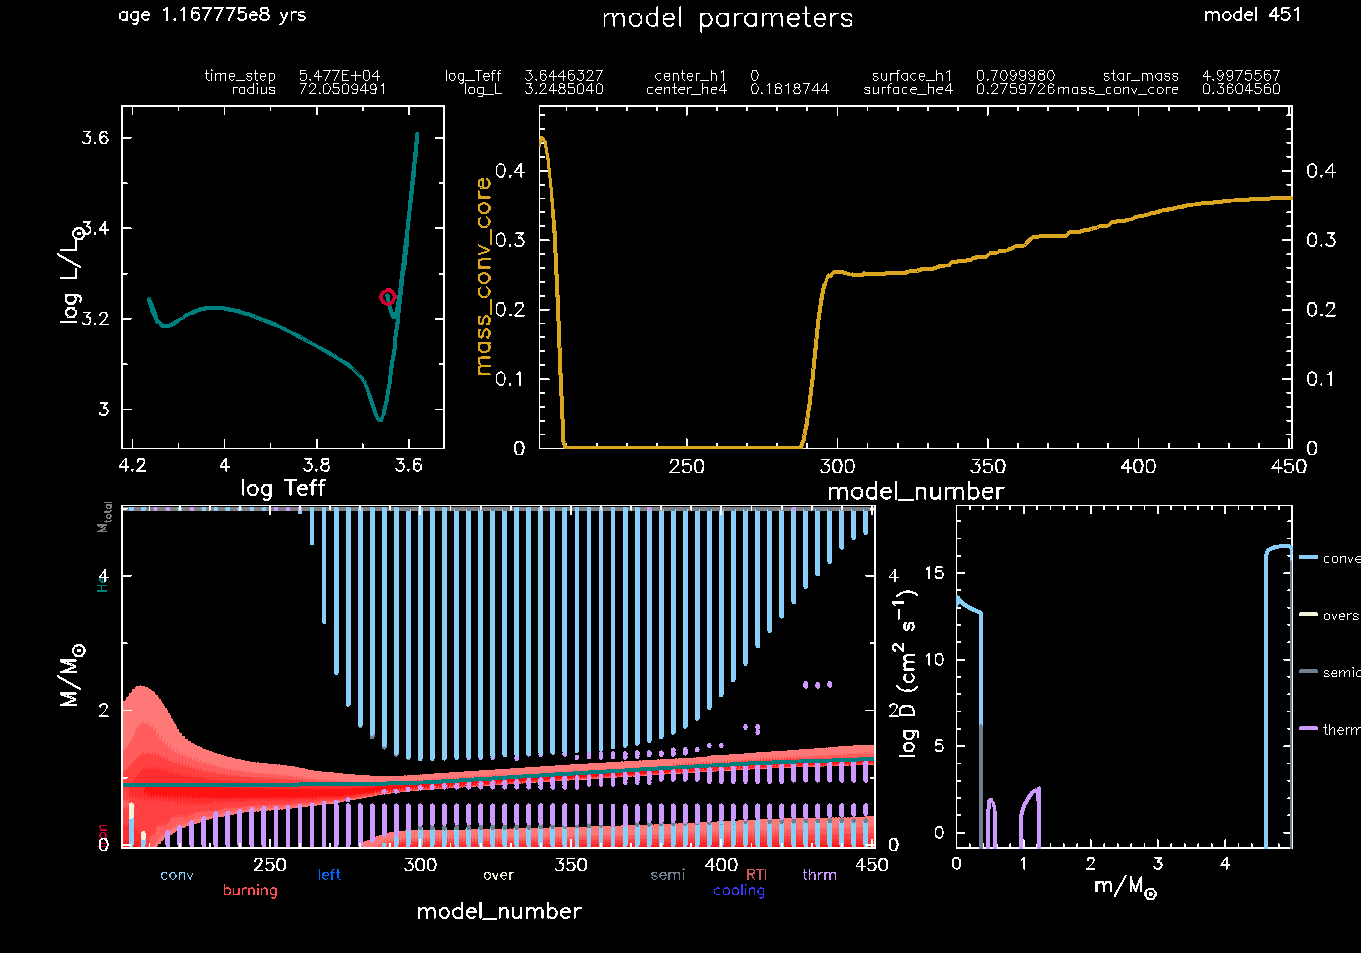 age 1.167775e8 yrs model parameters model 451
time_step 5.477E+04 log_Teff 3.6446327 center_h1 0 surface_h1 0.7099980 star_mass 4.9975567
radius 72.0509491 log_L 3.2485040 center_he4 0.1818744 surface_he4 0.2759726 mass_conv_core 0.3604560
3.6
3.4
3.2
3
log L/L⊙
4.2 4 3.8 3.6
log Teff
mass_conv_core
0.4 0.4
0.3 0.3
0.2 0.2
0.1 0.1
0 0
250 300 350 400 450
model_number
Mtotal
He
M/M⊙
4 4
2 2
0 0
250 300 350 400 450
conv left over semi RTI thrm
burning cooling
model_number
log D (cm² s⁻¹)
15
10
5
0
0 1 2 3 4
m/M⊙
conve
overs
semic
therm